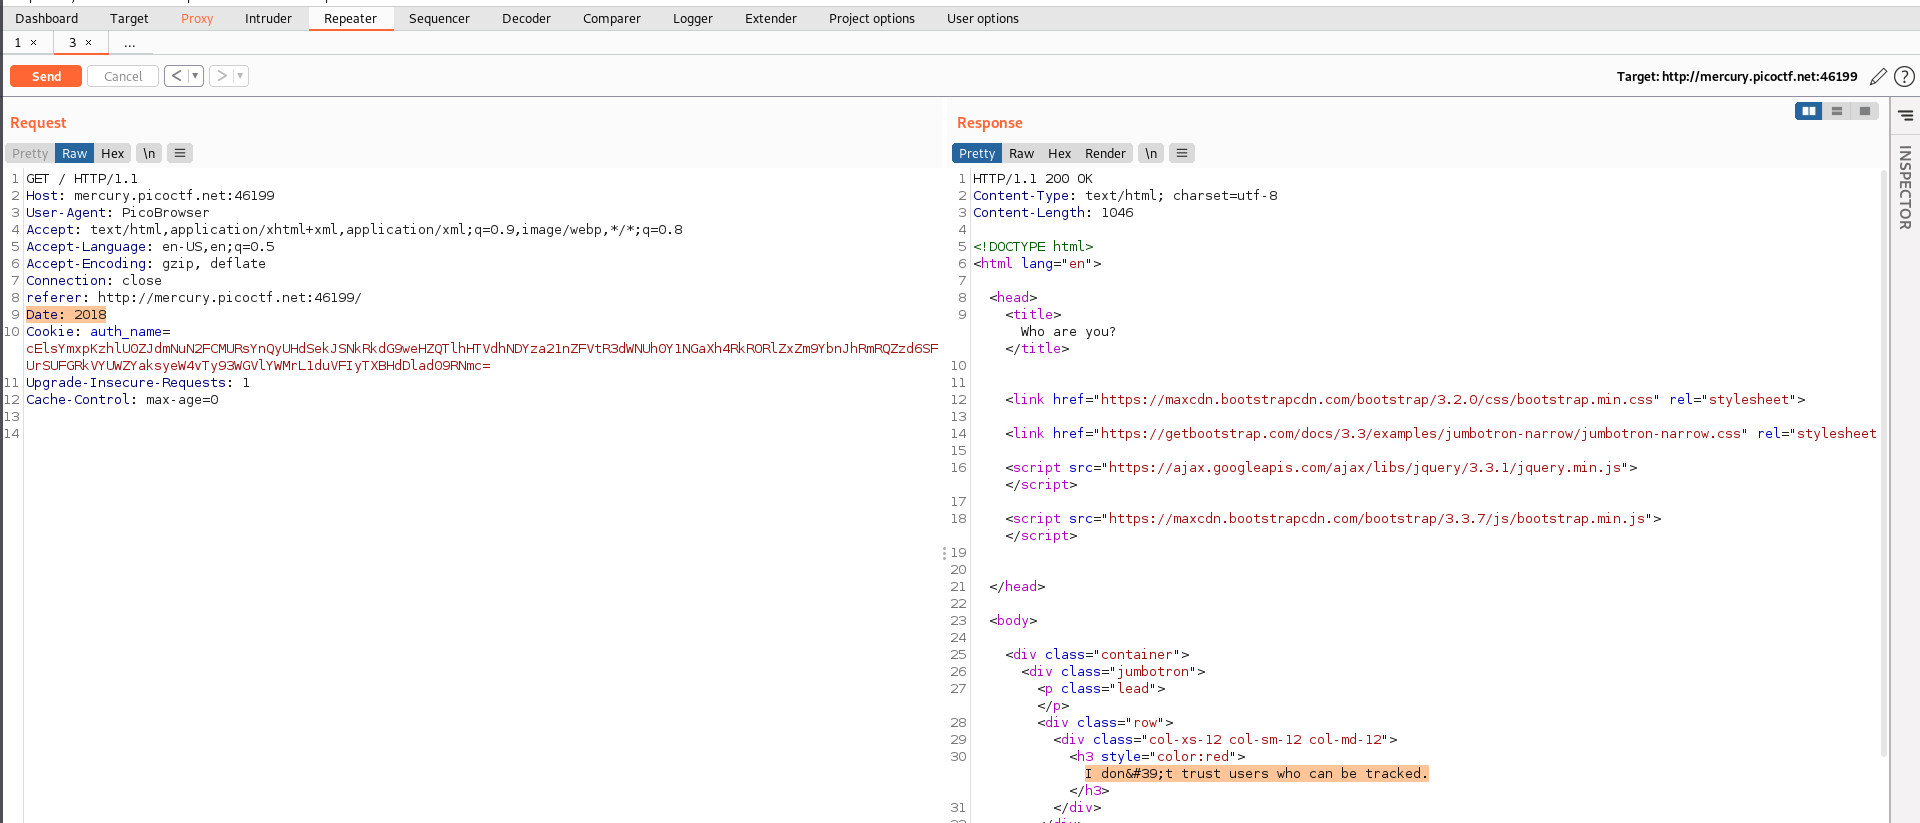 Dashboard Target Proxy Intruder Repeater Sequencer Decoder Comparer Logger Extender Project options User options
1 × 3 × ...
Send Cancel < > Target: http://mercury.picoctf.net:46199 ?
Request
Pretty Raw Hex \n
1 GET / HTTP/1.1
2 Host: mercury.picoctf.net:46199
3 User-Agent: PicoBrowser
4 Accept: text/html,application/xhtml+xml,application/xml;q=0.9,image/webp,*/*;q=0.8
5 Accept-Language: en-US,en;q=0.5
6 Accept-Encoding: gzip, deflate
7 Connection: close
8 referer: http://mercury.picoctf.net:46199/
9 Date: 2018
10 Cookie: auth_name=
11 Upgrade-Insecure-Requests: 1
12 Cache-Control: max-age=0
13
14
Response
Pretty Raw Hex Render \n
1 HTTP/1.1 200 OK
2 Content-Type: text/html; charset=utf-8
3 Content-Length: 1046
4
5 <!DOCTYPE html>
6 <html lang="en">
7
8 <head>
9 <title>
Who are you?
</title>
10
11
12 <link href="https://maxcdn.bootstrapcdn.com/bootstrap/3.2.0/css/bootstrap.min.css" rel="stylesheet">
13
14 <link href="https://getbootstrap.com/docs/3.3/examples/jumbotron-narrow/jumbotron-narrow.css" rel="stylesheet
15
16 <script src="https://ajax.googleapis.com/ajax/libs/jquery/3.3.1/jquery.min.js">
</script>
17
18 <script src="https://maxcdn.bootstrapcdn.com/bootstrap/3.3.7/js/bootstrap.min.js">
</script>
19
20
21 </head>
22
23 <body>
24
25 <div class="container">
26 <div class="jumbotron">
27 <p class="lead">
</p>
28 <div class="row">
29 <div class="col-xs-12 col-sm-12 col-md-12">
30 <h3 style="color:red">
I don&#39;t trust users who can be tracked.
</h3>
31 </div>
INSPECTOR